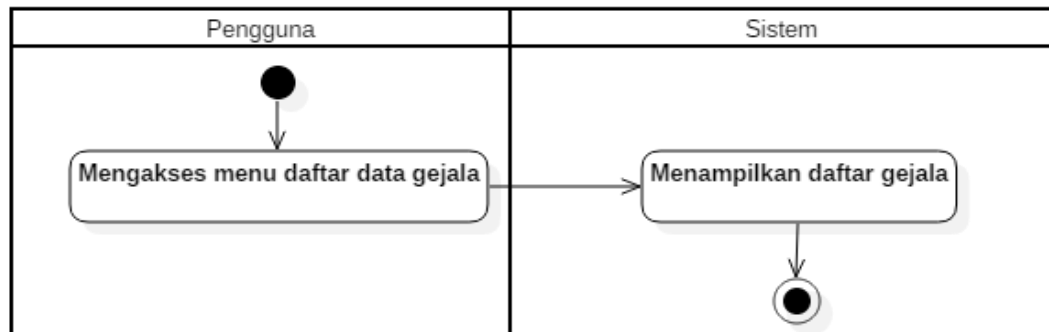 Pengguna
Sistem
Mengakses menu daftar data gejala
Menampilkan daftar gejala